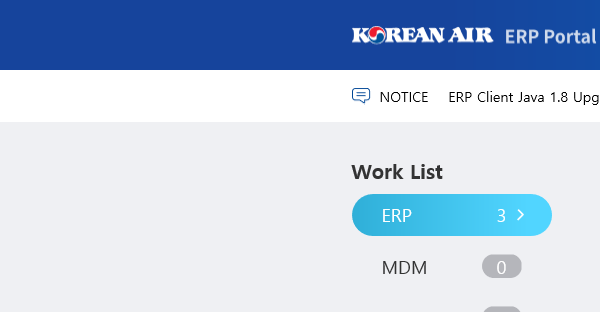 KOREAN AIR ERP Portal
NOTICE ERP Client Java 1.8 Upg
Work List
ERP 3
MDM 0